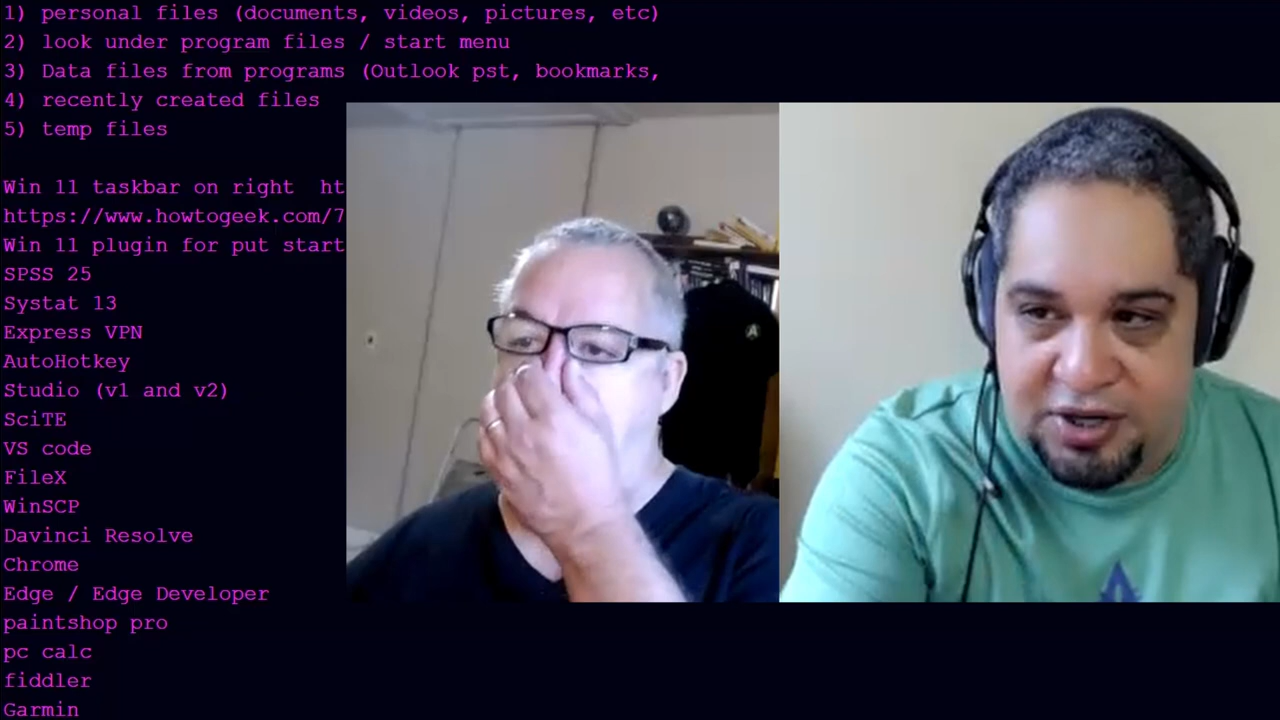 1) personal files (documents, videos, pictures, etc)
2) look under program files / start menu
3) Data files from programs (Outlook pst, bookmarks,
4) recently created files
5) temp files
Win 11 taskbar on right  ht
https://www.howtogeek.com/7
Win 11 plugin for put start
SPSS 25
Systat 13
Express VPN
AutoHotkey
Studio (v1 and v2)
SciTE
VS code
FileX
WinSCP
Davinci Resolve
Chrome
Edge / Edge Developer
paintshop pro
pc calc
fiddler
Garmin